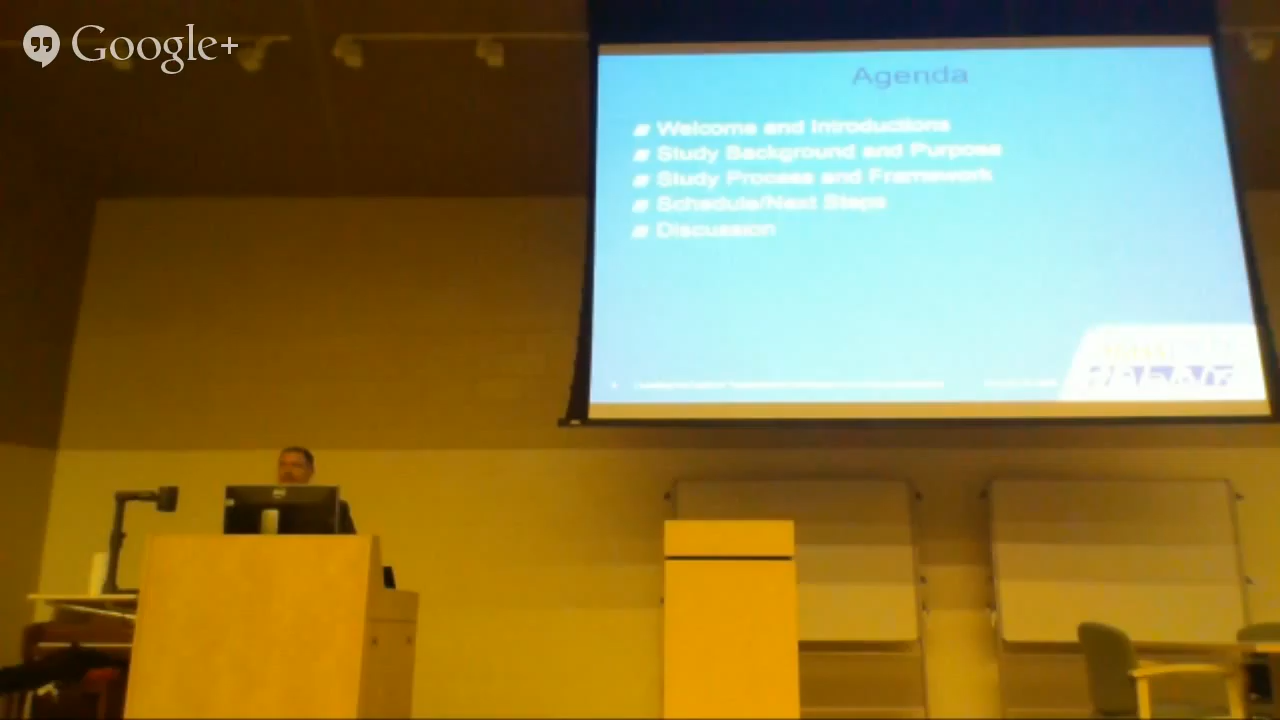 Google+
Agenda
Welcome and Introductions
Study Background and Purpose
Study Process and Framework
Schedule/Next Steps
Discussion